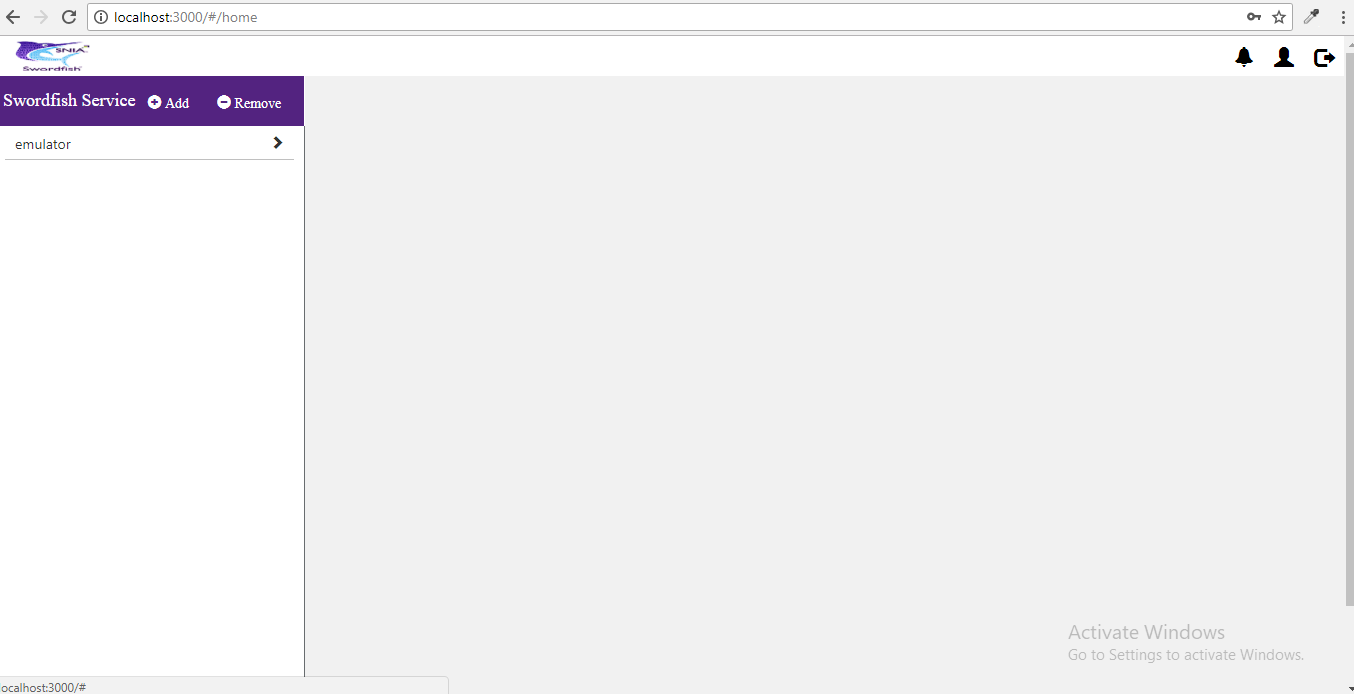 localhost:3000/#/home
SNIA
Swordfish
Swordfish Service Add Remove
emulator
Activate Windows
Go to Settings to activate Windows.
localhost:3000/#